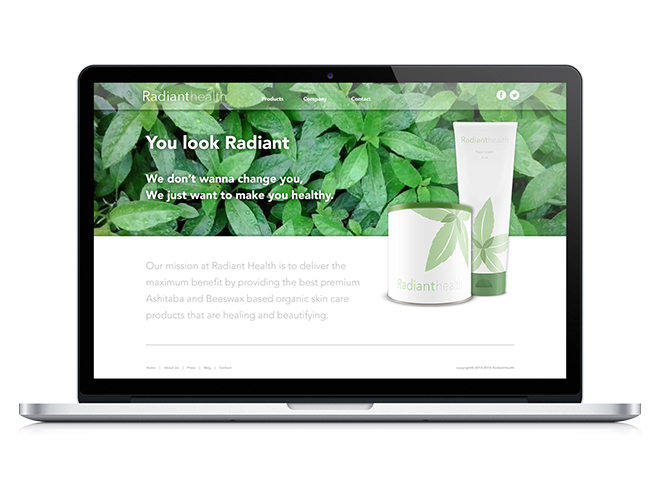 Radianthealth
Products Company Contact
You look Radiant
We don't wanna change you,
We just want to make you healthy.
Radianthealth
Radianthealth
Our mission at Radiant Health is to deliver the
maximum benefit by providing the best premium
Ashitaba and Beeswax based organic skin care
products that are healing and beautifying.
Home | About Us | Press | Blog | Contact
copyright© 2013-2014 RadiantHealth